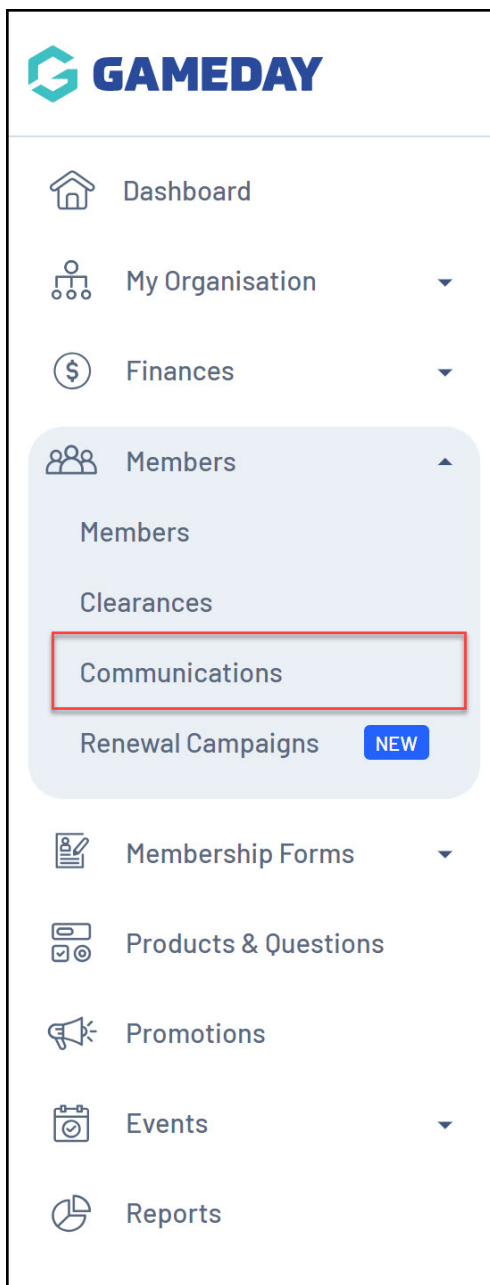 GAMEDAY
Dashboard
My Organisation
Finances
Members
Members
Clearances
Communications
Renewal Campaigns NEW
Membership Forms
Products & Questions
Promotions
Events
Reports